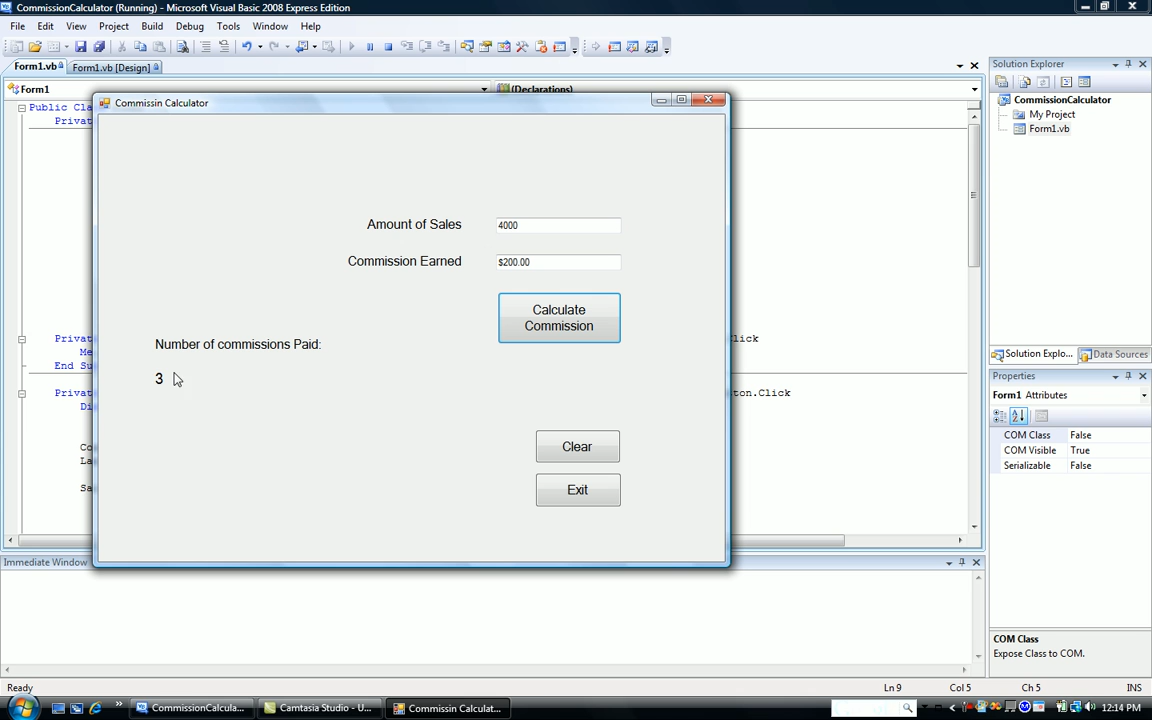 CommissionCalculator (Running) - Microsoft Visual Basic 2008 Express Edition
File Edit View Project Build Debug Tools Window Help
Form1.vb Form1.vb [Design]
Form1 (Declarations)
Public Cla
Privat
Commissin Calculator
Amount of Sales 4000
Commission Earned $200.00
Calculate
Commission
Number of commissions Paid:
3
Clear
Exit
Privat lick
Me
End Su
Privat ton.Click
Di
Co
La
Sa
Solution Explorer
CommissionCalculator
My Project
Form1.vb
Solution Explo... Data Sources
Properties
Form1 Attributes
COM Class False
COM Visible True
Serializable False
COM Class
Expose Class to COM.
Immediate Window
Ready Ln 9 Col 5 Ch 5 INS
CommissionCalcula... Camtasia Studio - U... Commissin Calculat... 12:14 PM